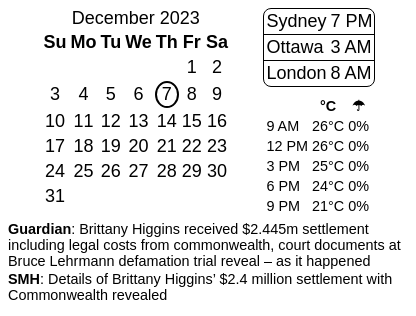 December 2023
Su Mo Tu We Th Fr Sa
1 2
3 4 5 6 7 8 9
10 11 12 13 14 15 16
17 18 19 20 21 22 23
24 25 26 27 28 29 30
31
Sydney 7 PM
Ottawa 3 AM
London 8 AM
°C ☂
9 AM 26°C 0%
12 PM 26°C 0%
3 PM 25°C 0%
6 PM 24°C 0%
9 PM 21°C 0%
Guardian: Brittany Higgins received $2.445m settlement
including legal costs from commonwealth, court documents at
Bruce Lehrmann defamation trial reveal – as it happened
SMH: Details of Brittany Higgins’ $2.4 million settlement with
Commonwealth revealed